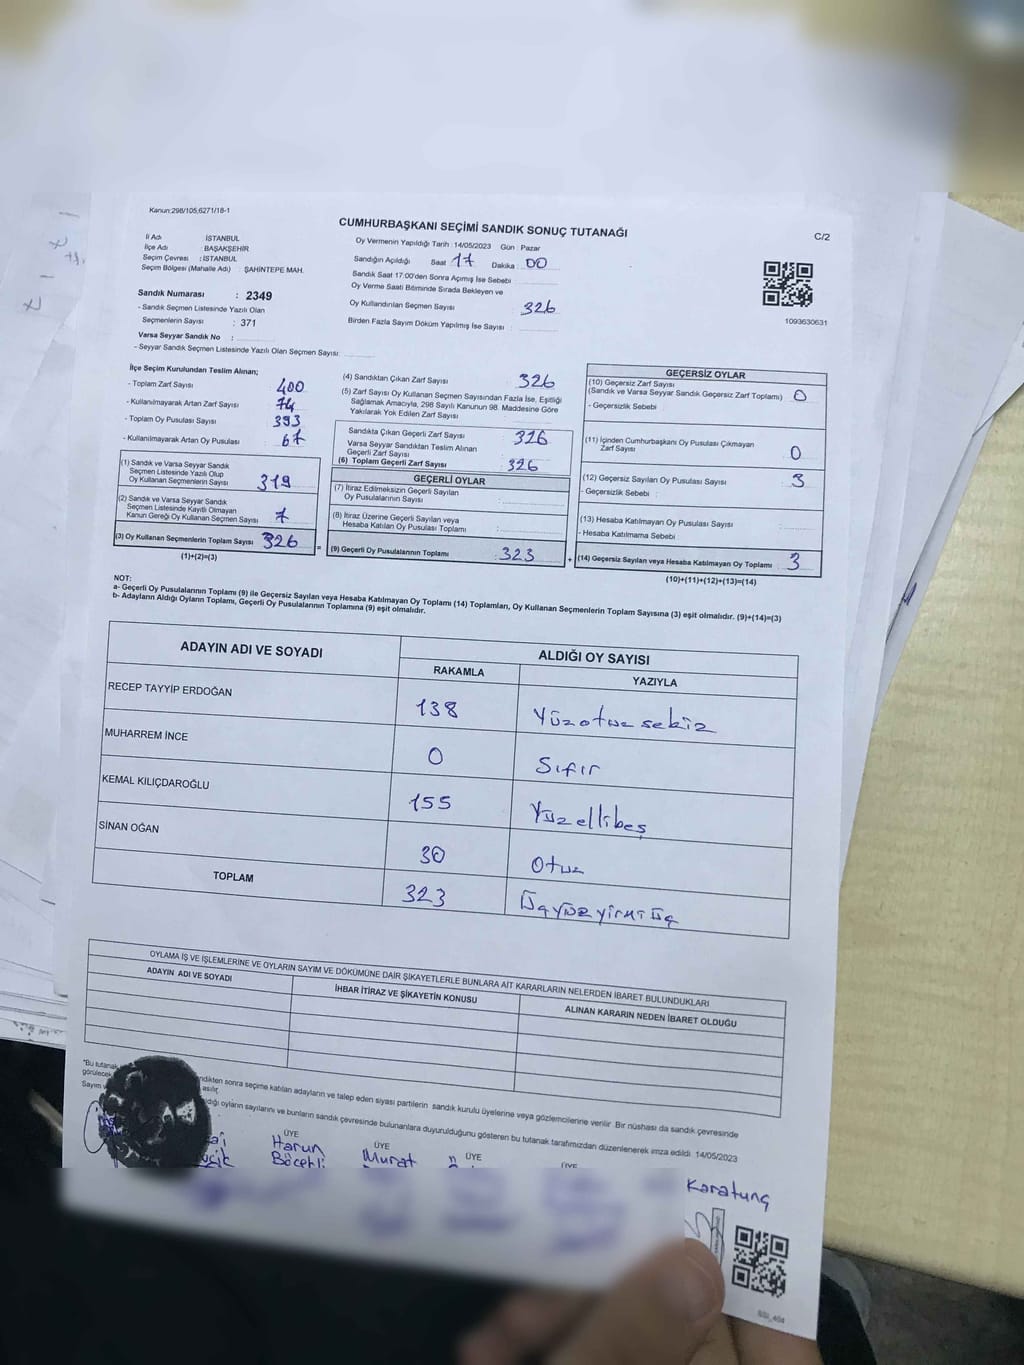 Kanun:298/105,6271/18-1
CUMHURBAŞKANI SEÇİMİ SANDIK SONUÇ TUTANAĞI
C/2
İl Adı İSTANBUL
İlçe Adı : BAŞAKŞEHİR
Seçim Çevresi : İSTANBUL
Seçim Bölgesi (Mahalle Adı) : ŞAHİNTEPE MAH.
Sandık Numarası : 2349
- Sandık Seçmen Listesinde Yazılı Olan
Seçmenlerin Sayısı : 371
Varsa Seyyar Sandık No :
- Seyyar Sandık Seçmen Listesinde Yazılı Olan Seçmen Sayısı:
Oy Vermenin Yapıldığı Tarih 14/05/2023 Gün Pazar
Sandığın Açıldığı Saat 17 Dakika 00
Sandık Saat 17:00'den Sonra Açımış İse Sebebi
Oy Verme Saati Bitiminde Sırada Bekleyen ve
Oy Kullandırılan Seçmen Sayısı : 326
Birden Fazla Sayım Döküm Yapılmış İse Sayısı :
1093630631
İlçe Seçim Kurulundan Teslim Alınan;
- Toplam Zarf Sayısı : 400
- Kullanılmayarak Artan Zarf Sayısı : 74
- Toplam Oy Pusulası Sayısı : 393
- Kullanılmayarak Artan Oy Pusulası : 67
(1) Sandık ve Varsa Seyyar Sandık
Seçmen Listesinde Yazılı Olup
Oy Kullanan Seçmenlerin Sayısı : 319
(2) Sandık ve Varsa Seyyar Sandık
Seçmen Listesinde Kayıtlı Olmayan
Kanun Gereği Oy Kullanan Seçmen Sayısı : 7
(3) Oy Kullanan Seçmenlerin Toplam Sayısı : 326
(1)+(2)=(3)
(4) Sandıktan Çıkan Zarf Sayısı : 326
(5) Zarf Sayısı Oy Kullanan Seçmen Sayısından Fazla İse, Eşitliği
Sağlamak Amacıyla, 298 Sayılı Kanunun 98. Maddesine Göre
Yakılarak Yok Edilen Zarf Sayısı
Sandıkta Çıkan Geçerli Zarf Sayısı : 326
Varsa Seyyar Sandıktan Teslim Alınan
Geçerli Zarf Sayısı
(6) Toplam Geçerli Zarf Sayısı : 326
GEÇERLİ OYLAR
(7) İtiraz Edilmeksizin Geçerli Sayılan
Oy Pusulalarının Sayısı :
(8) İtiraz Üzerine Geçerli Sayılan veya
Hesaba Katılan Oy Pusulası Toplamı :
= (9) Geçerli Oy Pusulalarının Toplamı : 323
GEÇERSİZ OYLAR
(10) Geçersiz Zarf Sayısı
(Sandık ve Varsa Seyyar Sandık Geçersiz Zarf Toplamı) : 0
- Geçersizlik Sebebi :
(11) İçinden Cumhurbaşkanı Oy Pusulası Çıkmayan
Zarf Sayısı 0
(12) Geçersiz Sayılan Oy Pusulası Sayısı : 3
- Geçersizlik Sebebi :
(13) Hesaba Katılmayan Oy Pusulası Sayısı :
- Hesaba Katılmama Sebebi :
+ (14) Geçersiz Sayılan veya Hesaba Katılmayan Oy Toplamı : 3
(10)+(11)+(12)+(13)=(14)
NOT:
a- Geçerli Oy Pusulalarının Toplamı (9) ile Geçersiz Sayılan veya Hesaba Katılmayan Oy Toplamı (14) Toplamları, Oy Kullanan Seçmenlerin Toplam Sayısına (3) eşit olmalıdır. (9)+(14)=(3)
b- Adayların Aldığı Oyların Toplamı, Geçerli Oy Pusulalarının Toplamına (9) eşit olmalıdır.
ADAYIN ADI VE SOYADI ALDIĞI OY SAYISI
RAKAMLA YAZIYLA
RECEP TAYYİP ERDOĞAN 138 Yüzotuzsekiz
MUHARREM İNCE 0 Sıfır
KEMAL KILIÇDAROĞLU 155 Yüzellibeş
SİNAN OĞAN 30 Otuz
TOPLAM 323 Üçyüzyirmiüç
OYLAMA İŞ VE İŞLEMLERİNE VE OYLARIN SAYIM VE DÖKÜMÜNE DAİR ŞİKAYETLERLE BUNLARA AİT KARARLARIN NELERDEN İBARET BULUNDUKLARI
ADAYIN ADI VE SOYADI İHBAR İTİRAZ VE ŞİKAYETİN KONUSU ALINAN KARARIN NEDEN İBARET OLDUĞU
*Bu tutanak ndikten sonra seçime katılan adayların ve talep eden siyasi partilerin sandık kurulu üyelerine veya gözlemcilerine verilir. Bir nüshası da sandık çevresinde
görülecek asılır.
Sayım ldığı oyların sayılarını ve bunların sandık çevresinde bulunanlara duyurulduğunu gösteren bu tutanak tarafımızdan düzenlenerek imza edildi. 14/05/2023
ÜYE ÜYE ÜYE
Harun
Böcekli Murat
Karatunç